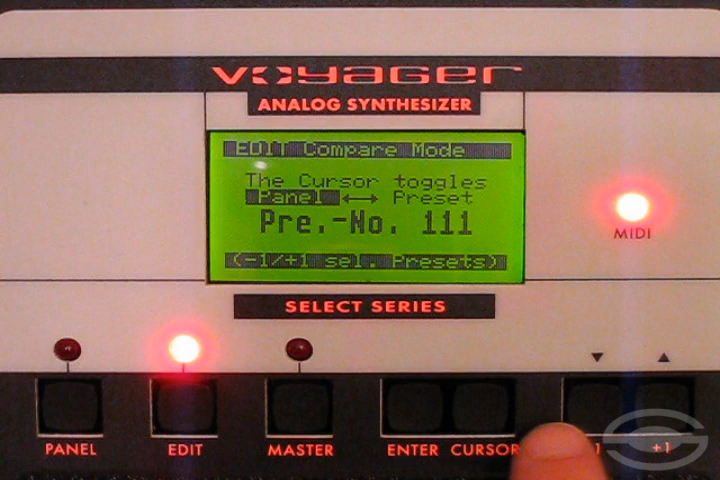 VOYAGER
ANALOG SYNTHESIZER
EDIT Compare Mode
The Cursor toggles
Panel ↔ Preset
Pre.-No. 111
(-1/+1 sel. Presets)
MIDI
SELECT SERIES
PANEL EDIT MASTER ENTER CURSOR 1 +1